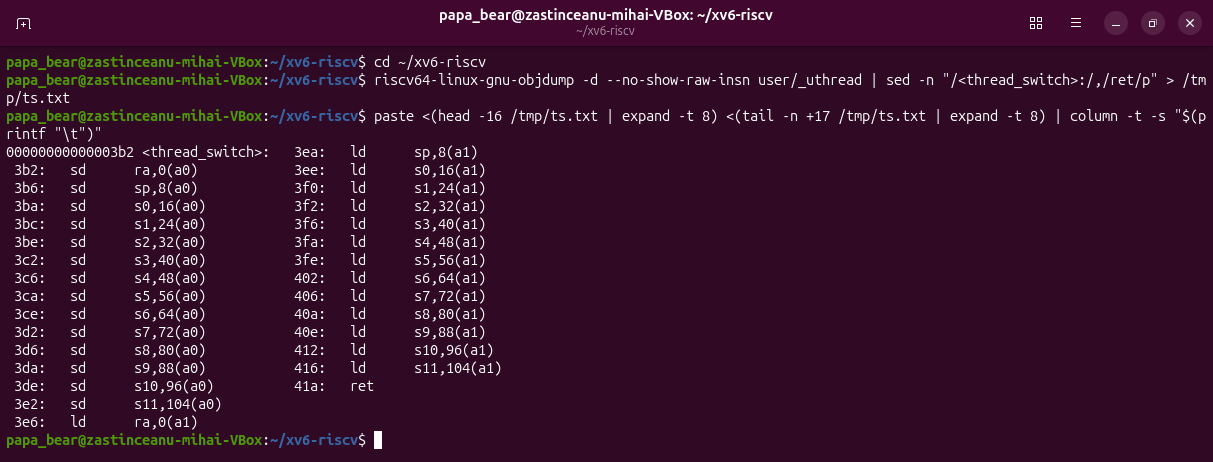 papa_bear@zastinceanu-mihai-VBox: ~/xv6-riscv
~/xv6-riscv
papa_bear@zastinceanu-mihai-VBox:~/xv6-riscv$ cd ~/xv6-riscv
papa_bear@zastinceanu-mihai-VBox:~/xv6-riscv$ riscv64-linux-gnu-objdump -d --no-show-raw-insn user/_uthread | sed -n "/<thread_switch>:/,/ret/p" > /tm
p/ts.txt
papa_bear@zastinceanu-mihai-VBox:~/xv6-riscv$ paste <(head -16 /tmp/ts.txt | expand -t 8) <(tail -n +17 /tmp/ts.txt | expand -t 8) | column -t -s "$(p
rintf "\t")"
00000000000003b2 <thread_switch>:   3ea:   ld      sp,8(a1)
 3b2:   sd      ra,0(a0)            3ee:   ld      s0,16(a1)
 3b6:   sd      sp,8(a0)            3f0:   ld      s1,24(a1)
 3ba:   sd      s0,16(a0)           3f2:   ld      s2,32(a1)
 3bc:   sd      s1,24(a0)           3f6:   ld      s3,40(a1)
 3be:   sd      s2,32(a0)           3fa:   ld      s4,48(a1)
 3c2:   sd      s3,40(a0)           3fe:   ld      s5,56(a1)
 3c6:   sd      s4,48(a0)           402:   ld      s6,64(a1)
 3ca:   sd      s5,56(a0)           406:   ld      s7,72(a1)
 3ce:   sd      s6,64(a0)           40a:   ld      s8,80(a1)
 3d2:   sd      s7,72(a0)           40e:   ld      s9,88(a1)
 3d6:   sd      s8,80(a0)           412:   ld      s10,96(a1)
 3da:   sd      s9,88(a0)           416:   ld      s11,104(a1)
 3de:   sd      s10,96(a0)          41a:   ret
 3e2:   sd      s11,104(a0)
 3e6:   ld      ra,0(a1)
papa_bear@zastinceanu-mihai-VBox:~/xv6-riscv$